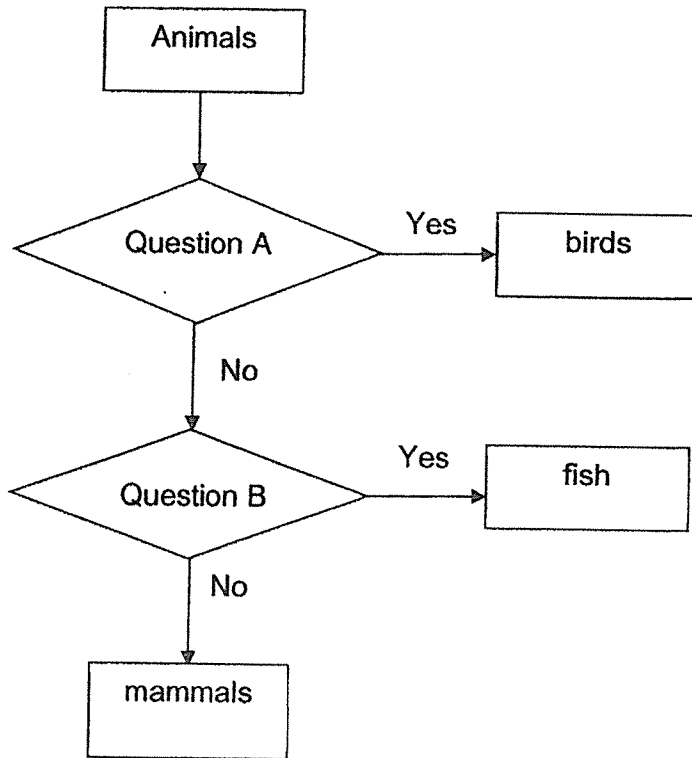 Animals
Question A
Yes
birds
No
Question B
Yes
fish
No
mammals